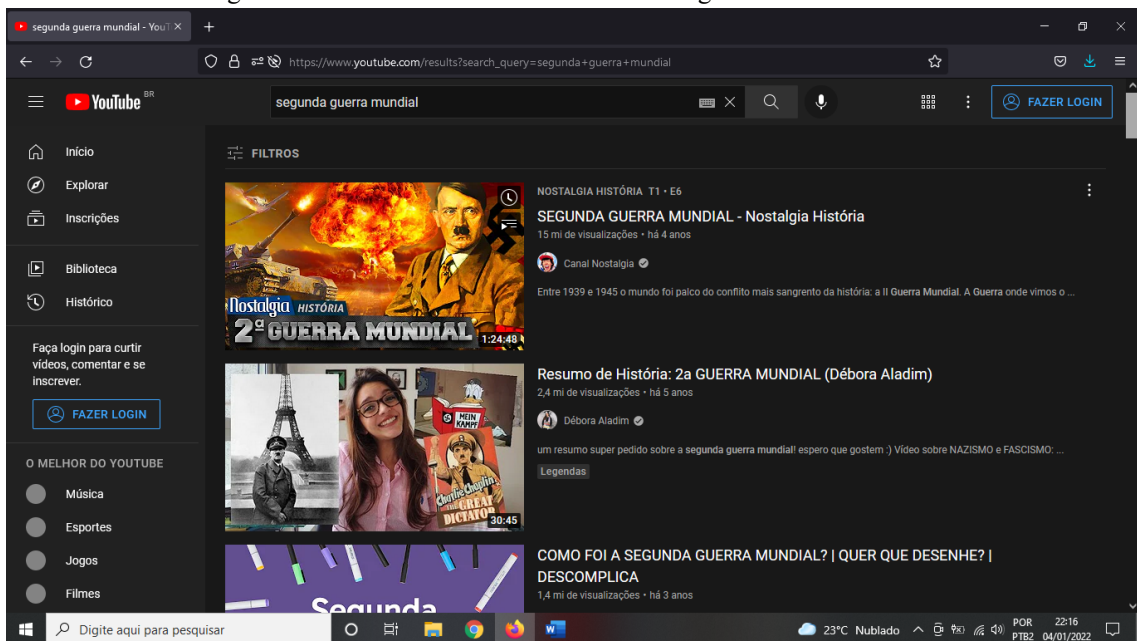 segunda guerra mundial - YouT
https://www.youtube.com/results?search_query=segunda+guerra+mundial
YouTube BR
segunda guerra mundial
FAZER LOGIN
Início
Explorar
Inscrições
Biblioteca
Histórico
Faça login para curtir
vídeos, comentar e se
inscrever.
FAZER LOGIN
O MELHOR DO YOUTUBE
Música
Esportes
Jogos
Filmes
FILTROS
Nostalgia HISTÓRIA
2ª GUERRA MUNDIAL
1:24:48
NOSTALGIA HISTÓRIA T1 • E6
SEGUNDA GUERRA MUNDIAL - Nostalgia História
15 mi de visualizações • há 4 anos
Canal Nostalgia
Entre 1939 e 1945 o mundo foi palco do conflito mais sangrento da história: a II Guerra Mundial. A Guerra onde vimos o ...
MEIN
KAMPF
Charlie Chaplin
THE GREAT
DICTATOR
30:45
Resumo de História: 2a GUERRA MUNDIAL (Débora Aladim)
2,4 mi de visualizações • há 5 anos
Débora Aladim
um resumo super pedido sobre a segunda guerra mundial! espero que gostem :) Vídeo sobre NAZISMO e FASCISMO: ...
Legendas
Segunda
COMO FOI A SEGUNDA GUERRA MUNDIAL? | QUER QUE DESENHE? |
DESCOMPLICA
1,4 mi de visualizações • há 3 anos
Digite aqui para pesquisar
23°C Nublado
POR
PTB2
22:16
04/01/2022